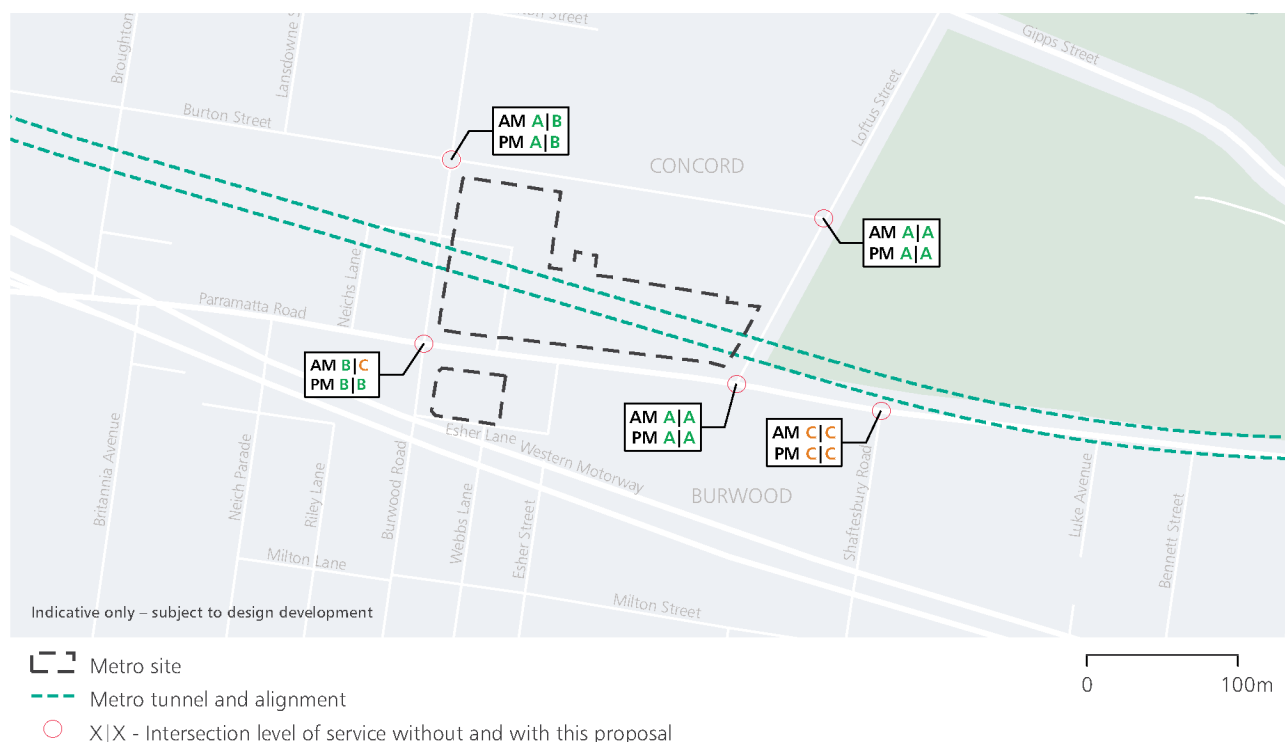 Broughton
Lansdowne S
ton Street
Gipps Street
Burton Street
AM A|B
PM A|B
CONCORD
Loftus Street
AM A|A
PM A|A
Neichs Lane
Parramatta Road
AM B|C
PM B|B
AM A|A
PM A|A
AM C|C
PM C|C
Esher Lane
Western Motorway
BURWOOD
Britannia Avenue
Neich Parade
Riley Lane
Burwood Road
Webbs Lane
Esher Street
Shaftesbury Road
Luke Avenue
Bennett Street
Milton Lane
Milton Street
Indicative only – subject to design development
Metro site
Metro tunnel and alignment
X|X - Intersection level of service without and with this proposal
0 100m